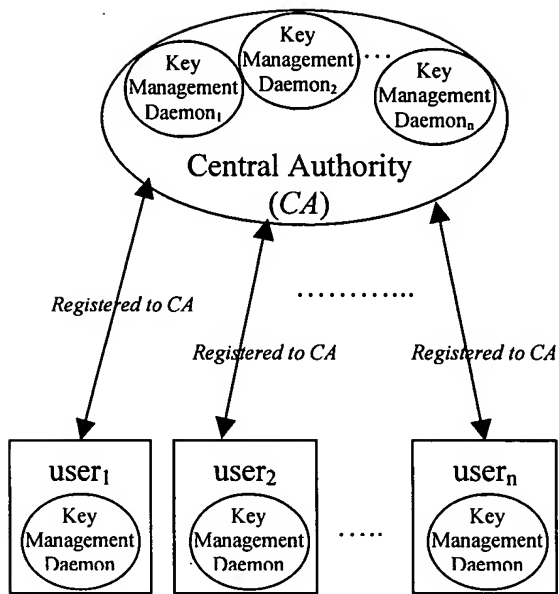 Key
Management
Daemon₁
Key
Management
Daemon₂
.....
Key
Management
Daemonₙ
Central Authority
(CA)
.............
Registered to CA
Registered to CA
Registered to CA
user₁
user₂
userₙ
Key
Management
Daemon
Key
Management
Daemon
.....
Key
Management
Daemon